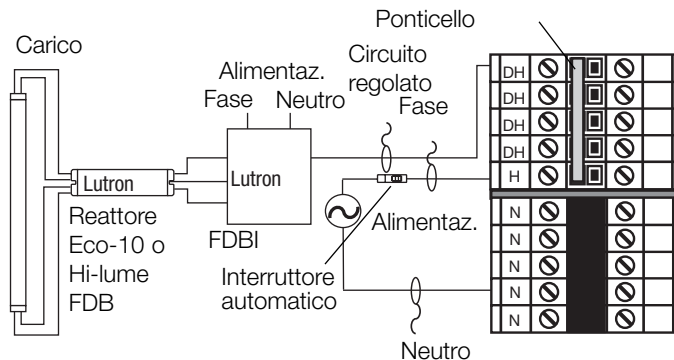 Ponticello
Carico
Circuito
regolato
Alimentaz.
Fase Neutro
Fase
DH
DH
DH
DH
H
Lutron
Lutron
Reattore
Eco-10 o
Hi-lume
FDB
FDBI
Alimentaz.
Interruttore
automatico
Neutro
N
N
N
N
N